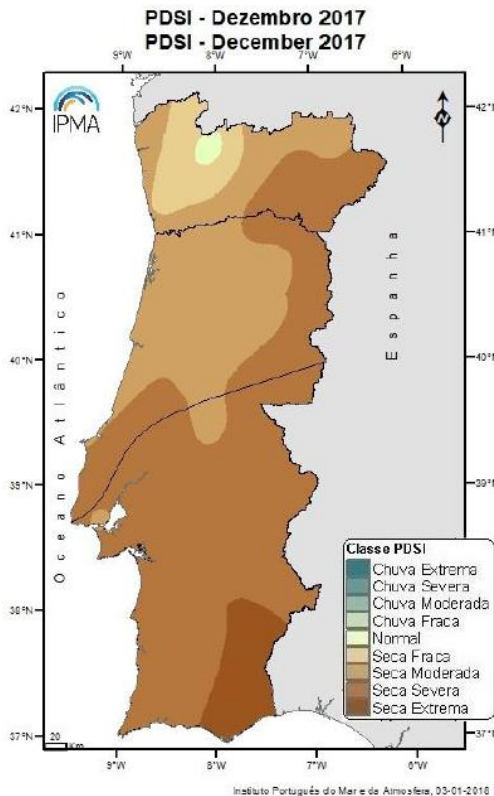 PDSI - Dezembro 2017
PDSI - December 2017
9°W 8°W 7°W 6°W
IPMA
N
42°N 42°N
41°N 41°N
40°N 40°N
39°N 39°N
38°N 38°N
37°N 37°N
Oceano Atlântico
Espanha
Classe PDSI
Chuva Extrema
Chuva Severa
Chuva Moderada
Chuva Fraca
Normal
Seca Fraca
Seca Moderada
Seca Severa
Seca Extrema
20
Km
9°W 8°W 7°W 6°W
Instituto Português do Mar e da Atmosfera, 03-01-2018